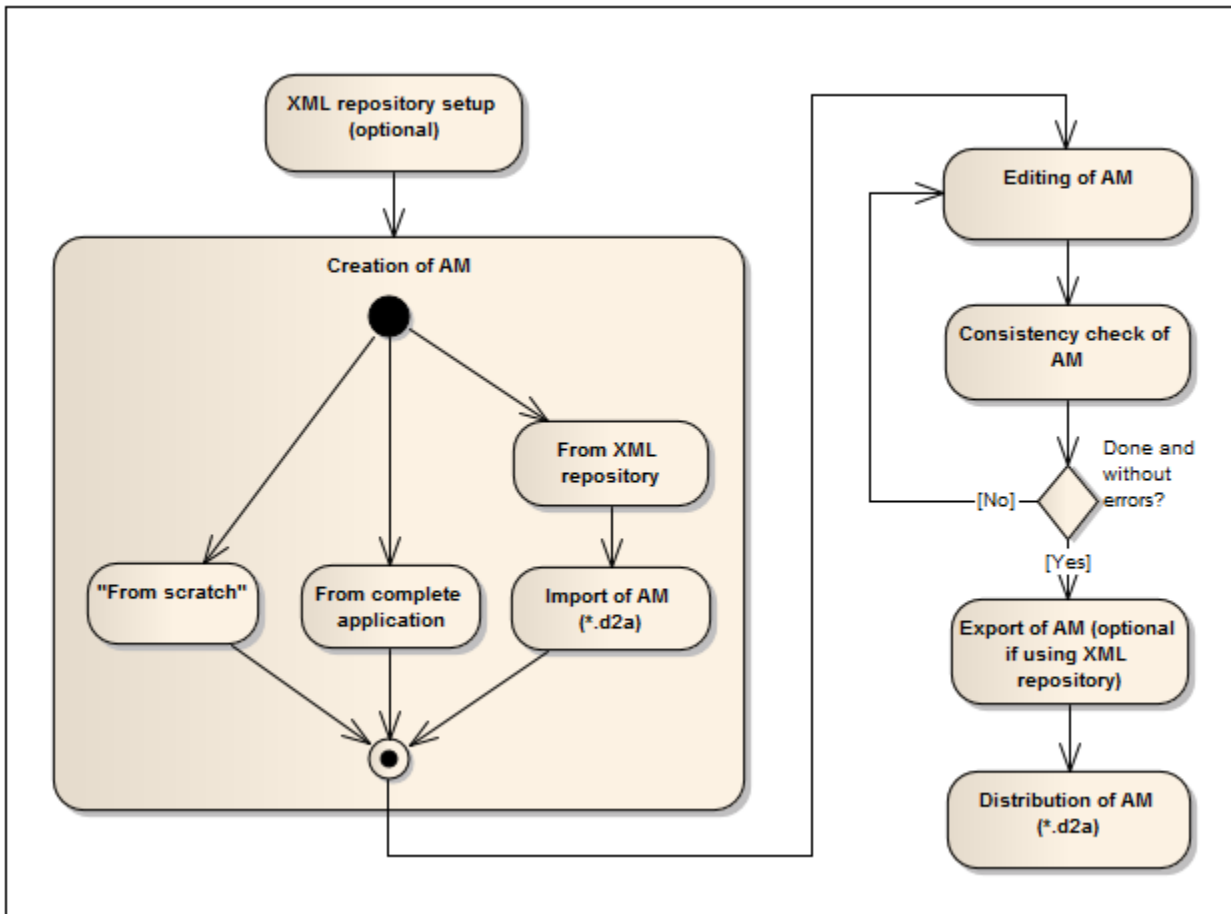 XML repository setup
(optional)
Creation of AM
From XML
repository
"From scratch"
From complete
application
Import of AM
(*.d2a)
Editing of AM
Consistency check of
AM
Done and
without
errors?
[No]
[Yes]
Export of AM (optional
if using XML
repository)
Distribution of AM
(*.d2a)